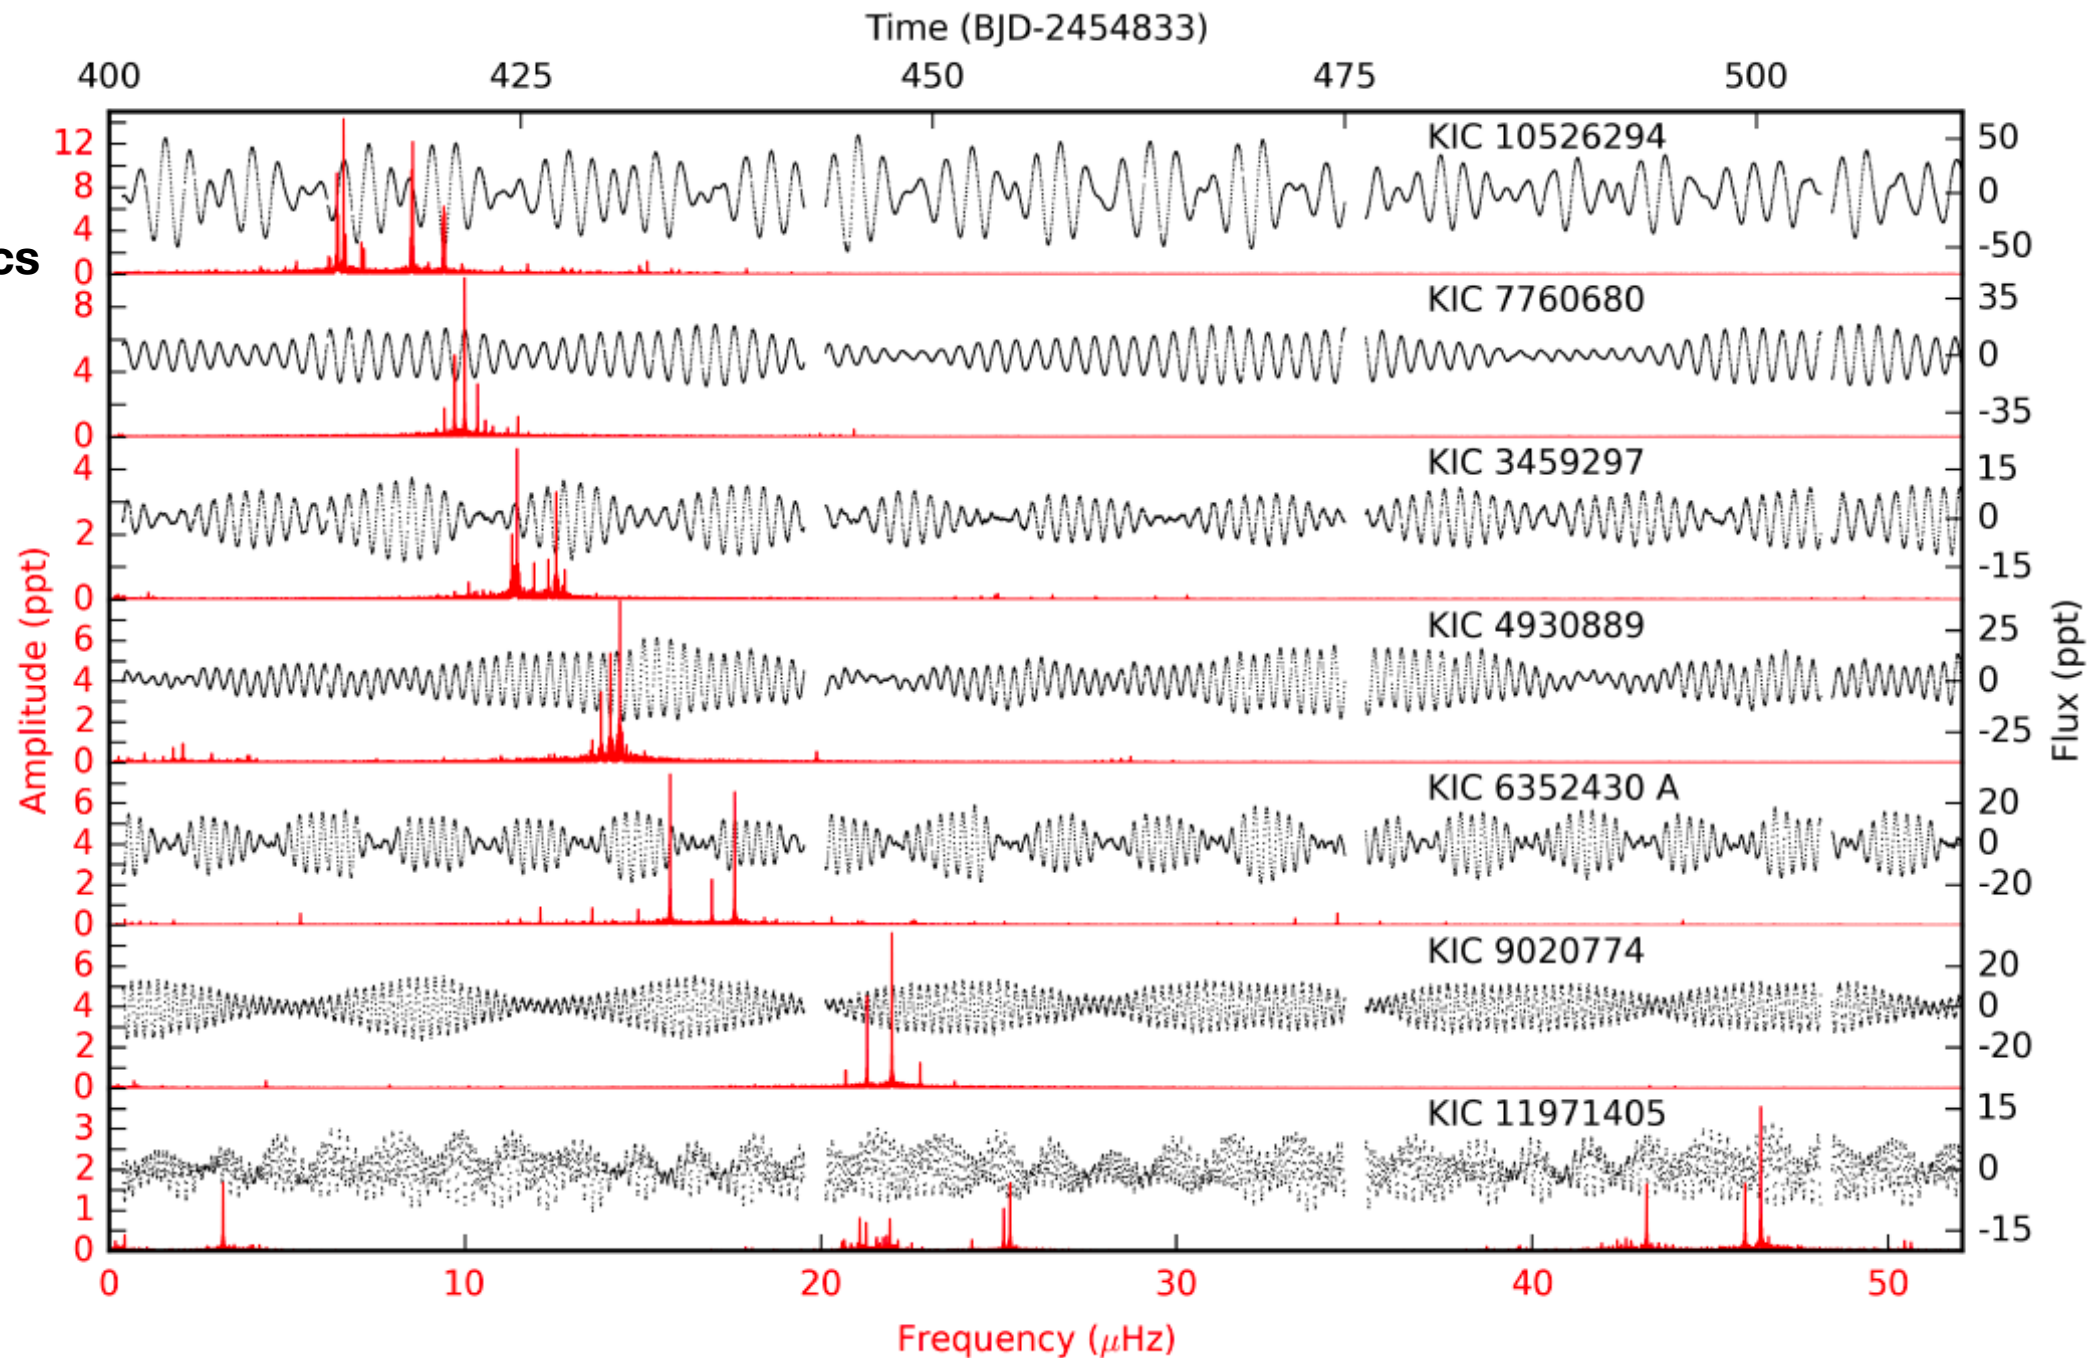 Time (BJD-2454833)
400 425 450 475 500
12 8 4 0
KIC 10526294
50 0 -50
cs
8 4 0
KIC 7760680
35 0 -35
4 2 0
KIC 3459297
15 0 -15
6 4 2 0
KIC 4930889
25 0 -25
6 4 2 0
KIC 6352430 A
20 0 -20
6 4 2 0
KIC 9020774
20 0 -20
3 2 1 0
KIC 11971405
15 0 -15
Amplitude (ppt)
Flux (ppt)
0 10 20 30 40 50
Frequency (μHz)